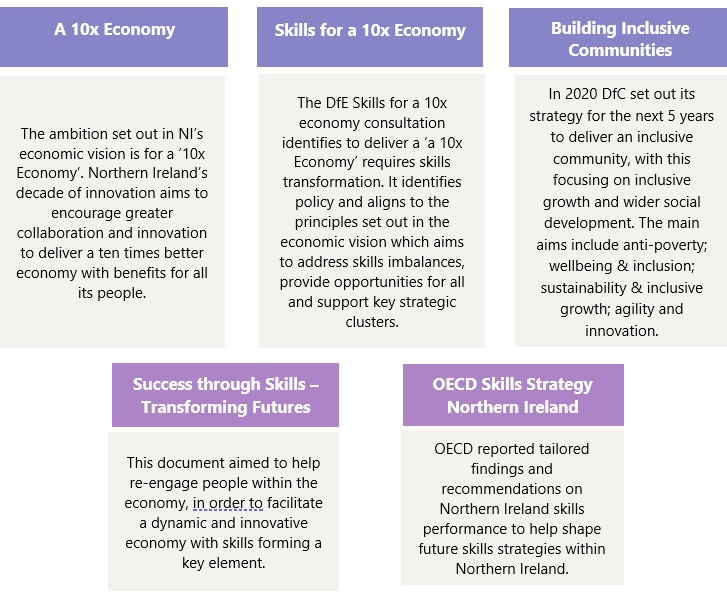 A 10x Economy
The ambition set out in NI's
economic vision is for a '10x
Economy'. Northern Ireland's
decade of innovation aims to
encourage greater
collaboration and innovation
to deliver a ten times better
economy with benefits for all
its people.
Skills for a 10x Economy
The DfE Skills for a 10x
economy consultation
identifies to deliver a 'a 10x
Economy' requires skills
transformation. It identifies
policy and aligns to the
principles set out in the
economic vision which aims
to address skills imbalances,
provide opportunities for all
and support key strategic
clusters.
Building Inclusive
Communities
In 2020 DfC set out its
strategy for the next 5 years
to deliver an inclusive
community, with this
focusing on inclusive
growth and wider social
development. The main
aims include anti-poverty;
wellbeing & inclusion;
sustainability & inclusive
growth; agility and
innovation.
Success through Skills –
Transforming Futures
This document aimed to help
re-engage people within the
economy, in order to facilitate
a dynamic and innovative
economy with skills forming a
key element.
OECD Skills Strategy
Northern Ireland
OECD reported tailored
findings and
recommendations on
Northern Ireland skills
performance to help shape
future skills strategies within
Northern Ireland.